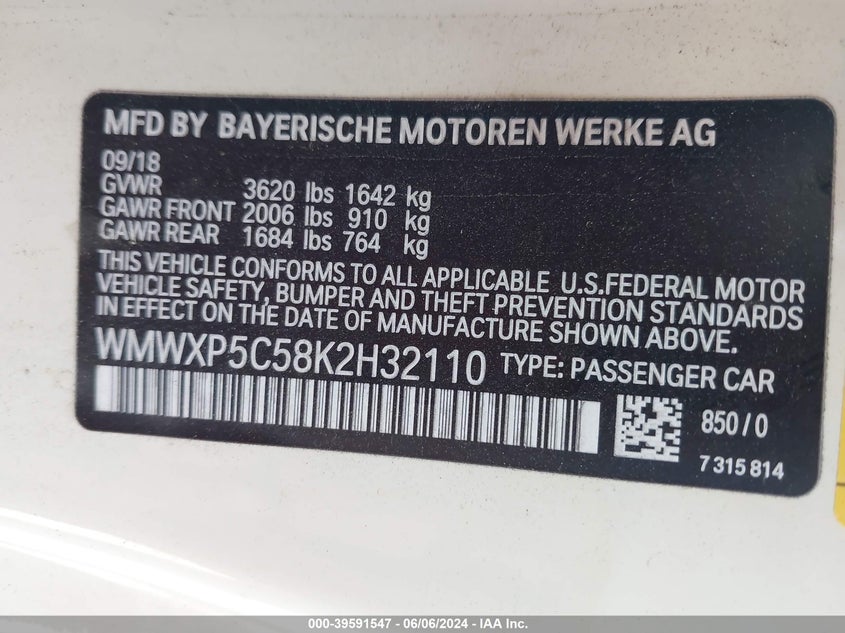 MFD BY BAYERISCHE MOTOREN WERKE AG
09/18
GVWR 3620 lbs 1642 kg
GAWR FRONT 2006 lbs 910 kg
GAWR REAR 1684 lbs 764 kg
THIS VEHICLE CONFORMS TO ALL APPLICABLE U.S.FEDERAL MOTOR
VEHICLE SAFETY, BUMPER AND THEFT PREVENTION STANDARDS
IN EFFECT ON THE DATE OF MANUFACTURE SHOWN ABOVE.
WMWXP5C58K2H32110 TYPE: PASSENGER CAR
850/0
7 315 814
000-39591547 - 06/06/2024 - IAA Inc.